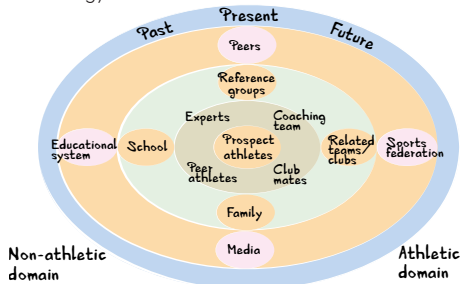 Present
Past
Future
Peers
Reference
groups
Experts
Coaching
team
Educational
system
School
Prospect
athletes
Related
teams/
clubs
Sports
federation
Peer
athletes
Club
mates
Family
Media
Non-athletic
domain
Athletic
domain